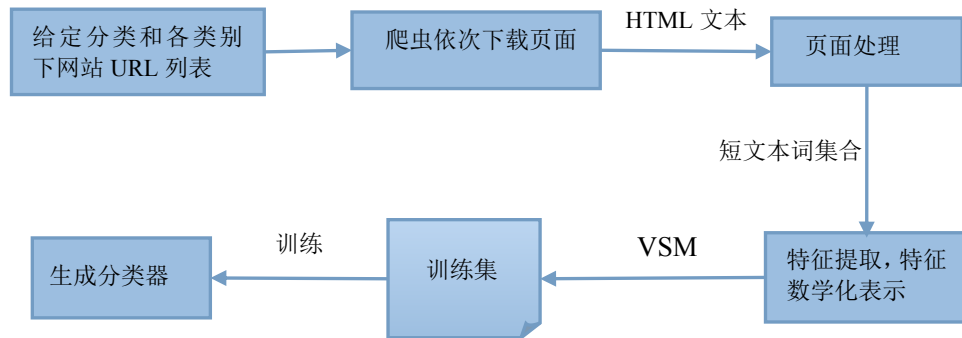 给定分类和各类别
下网站 URL 列表
爬虫依次下载页面
HTML 文本
页面处理
短文本词集合
特征提取，特征
数学化表示
VSM
训练集
训练
生成分类器